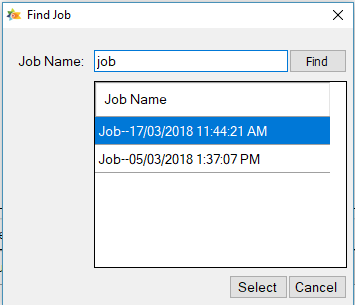 Find Job
Job Name: job Find
Job Name
Job--17/03/2018 11:44:21 AM
Job--05/03/2018 1:37:07 PM
Select Cancel